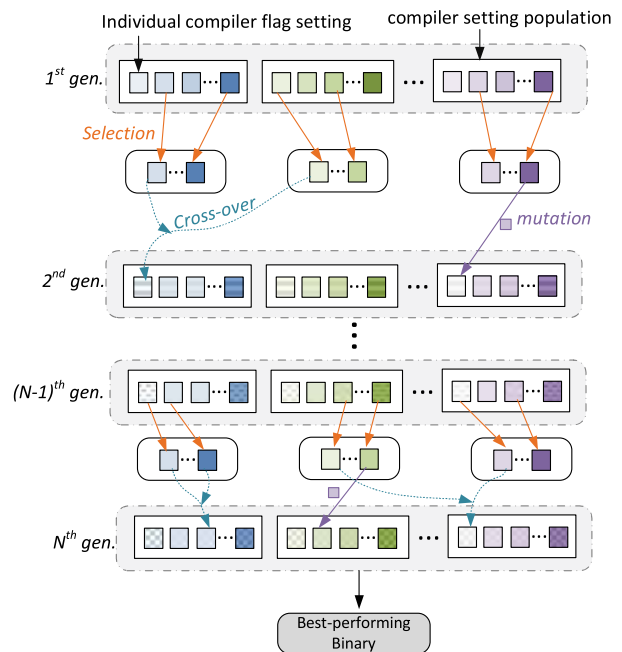 Individual compiler flag setting
compiler setting population
1st gen.
...
Selection
Cross-over
mutation
2nd gen.
(N-1)th gen.
Nth gen.
Best-performing
Binary